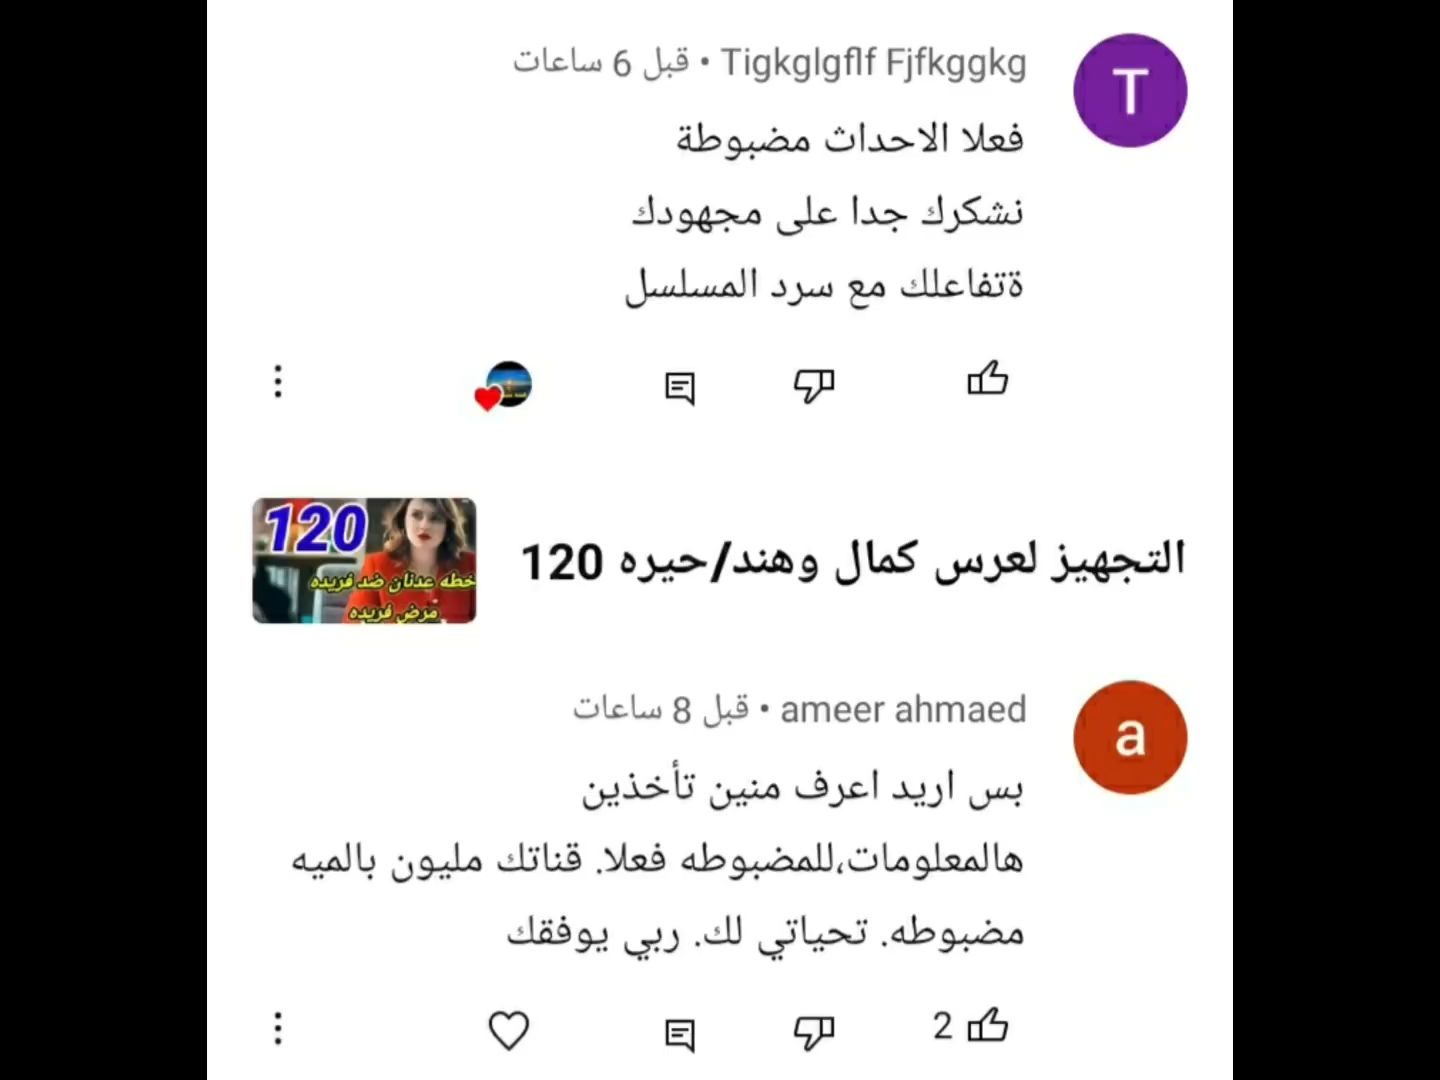 Tigkglgflf Fjfkggkg • قبل 6 ساعات
T
فعلا الاحداث مضبوطة
نشكرك جدا على مجهودك
ةتفاعلك مع سرد المسلسل
التجهيز لعرس كمال وهند/حيره 120
120
خطه عدنان ضد فريده
مرض فريده
ameer ahmaed • قبل 8 ساعات
a
بس اريد اعرف منين تأخذين
هالمعلومات،للمضبوطه فعلا. قناتك مليون بالميه
مضبوطه. تحياتي لك. ربي يوفقك
2